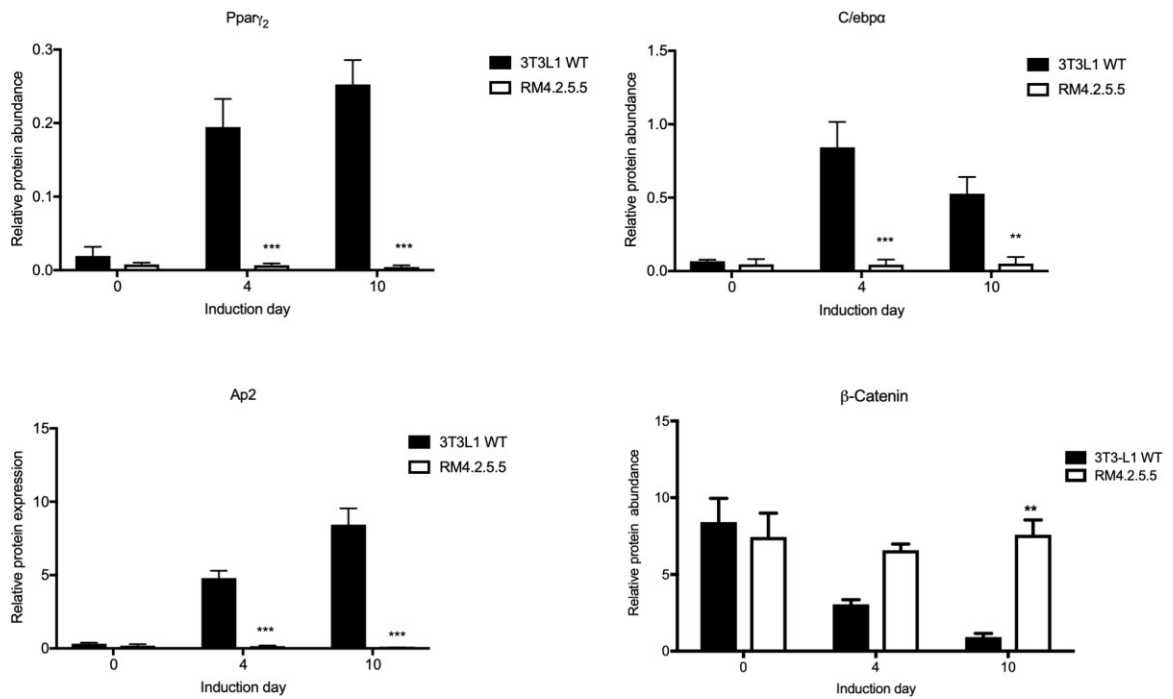 Pparγ₂
Relative protein abundance
0.3
0.2
0.1
0.0
***
***
0
4
10
Induction day
3T3L1 WT
RM4.2.5.5
C/ebpα
Relative protein abundance
1.5
1.0
0.5
0.0
***
**
0
4
10
Induction day
3T3L1 WT
RM4.2.5.5
Ap2
Relative protein expression
15
10
5
0
***
***
0
4
10
Induction day
3T3L1 WT
RM4.2.5.5
β-Catenin
Relative protein abundance
15
10
5
0
**
0
4
10
Induction day
3T3-L1 WT
RM4.2.5.5